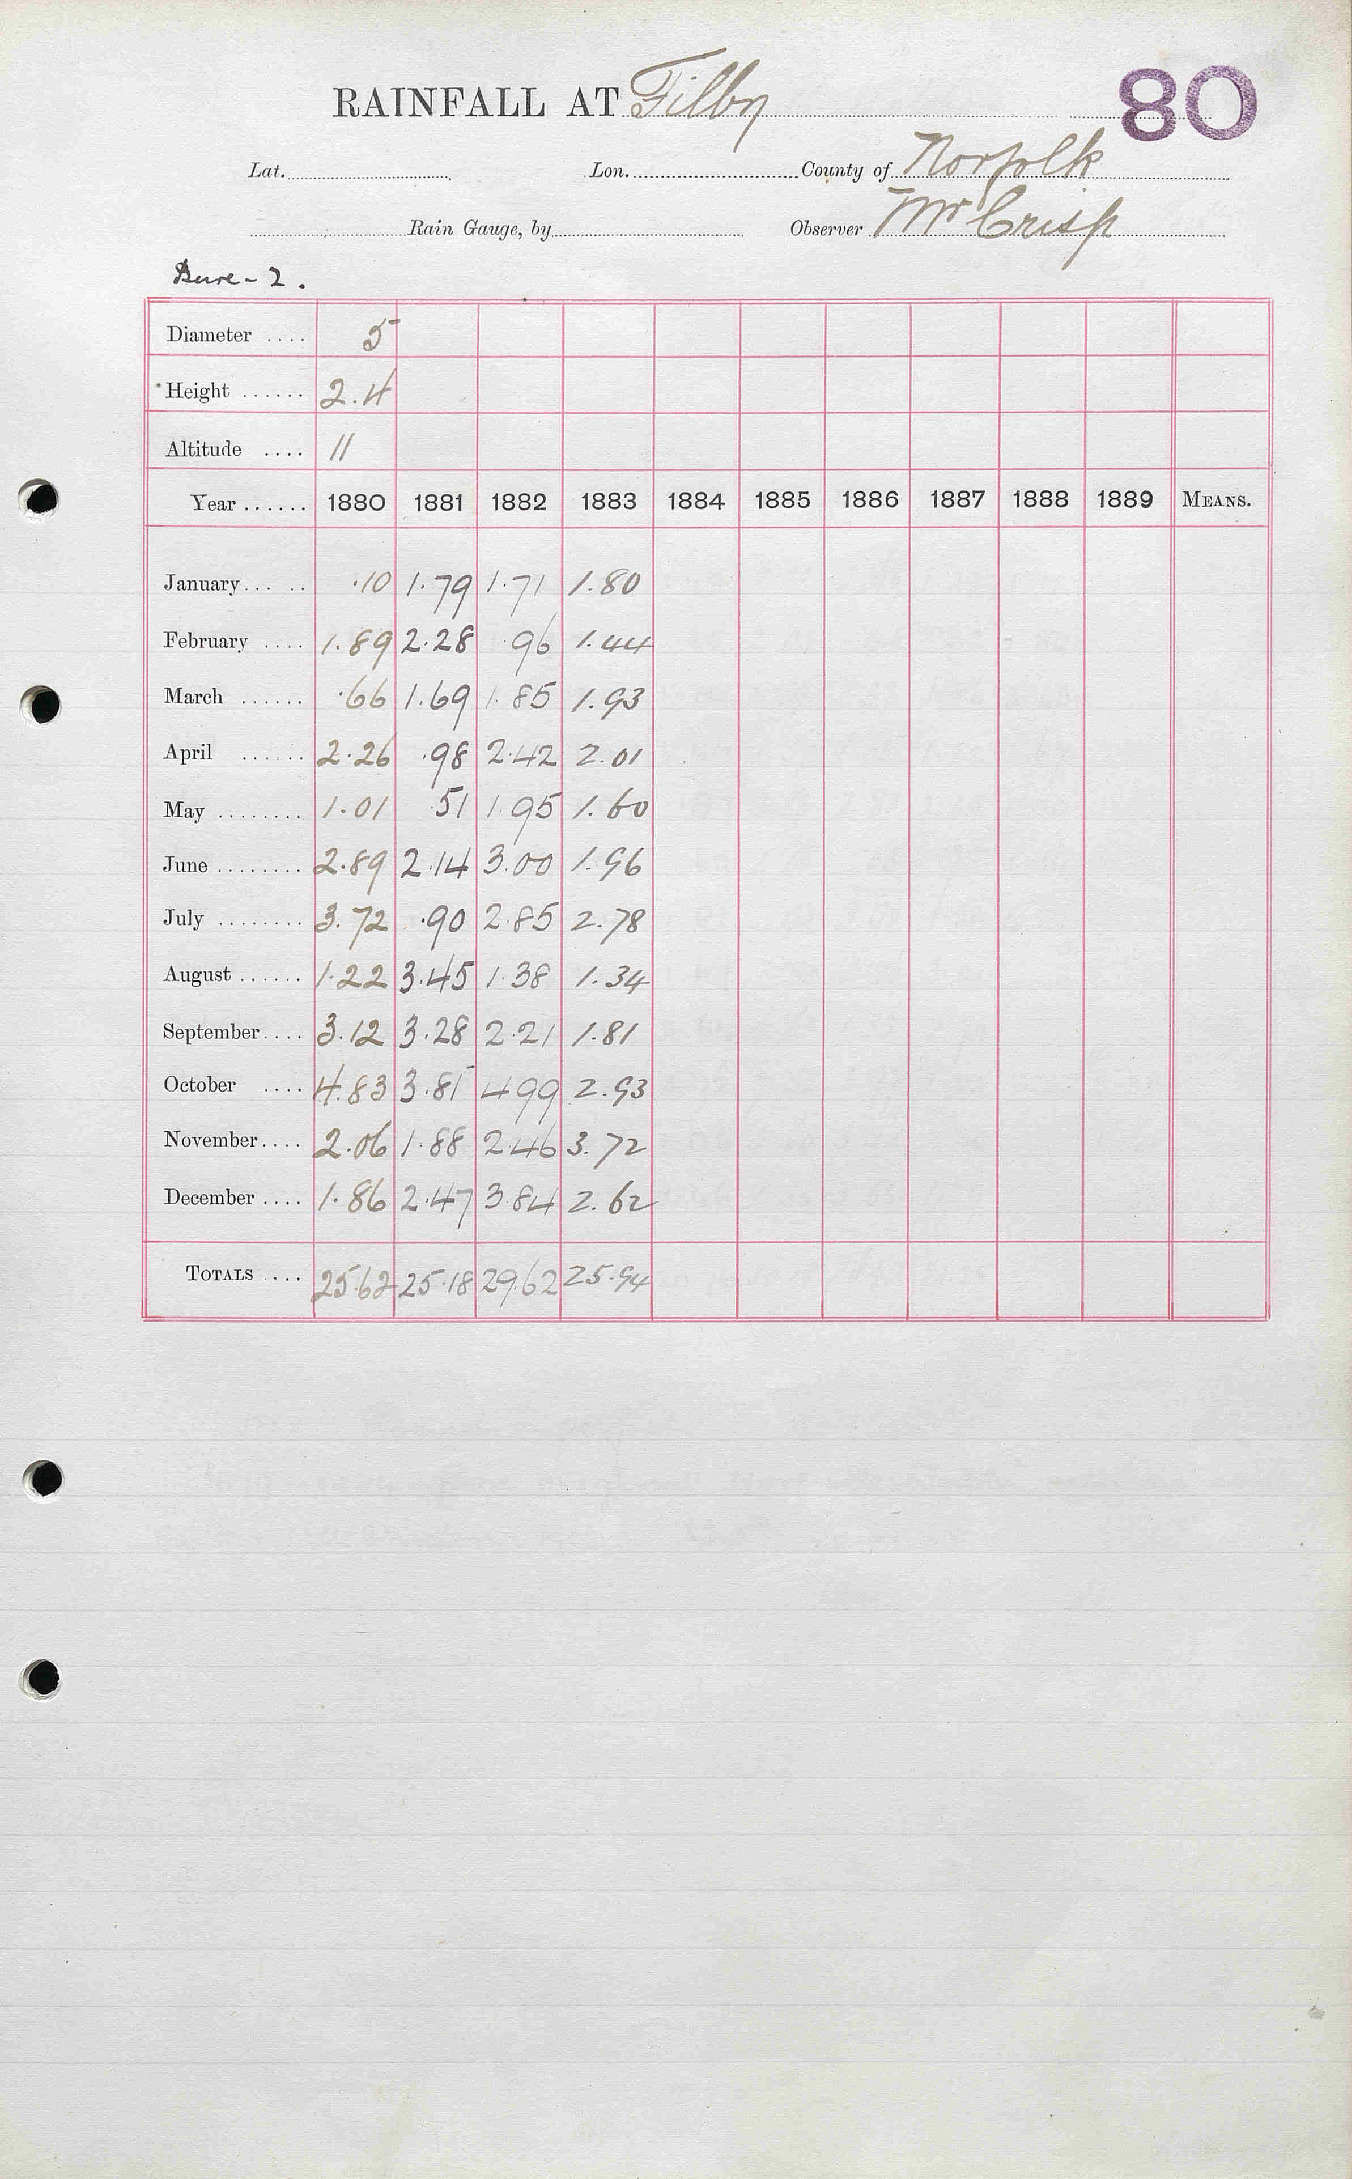 RAINFALL AT Filby 80
Lat. Lon. County of Norfolk
Rain Gauge, by Observer Mr Crisp
Bure - 2.
Diameter .... 5
Height ...... 2.4
Altitude .... 11
Year ...... 1880 1881 1882 1883 1884 1885 1886 1887 1888 1889 MEANS.
January ..... .10 1.79 1.71 1.80
February .... 1.89 2.28 .96 1.44
March ...... .66 1.69 1.85 1.93
April ...... 2.26 .98 2.42 2.01
May ........ 1.01 .51 1.95 1.60
June ........ 2.89 2.14 3.00 1.96
July ........ 3.72 .90 2.85 2.78
August ...... 1.22 3.45 1.38 1.34
September .... 3.12 3.28 2.21 1.81
October .... 4.83 3.81 4.99 2.93
November .... 2.06 1.88 2.46 3.72
December .... 1.86 2.47 3.84 2.62
TOTALS ... 25.62 25.18 29.62 25.94